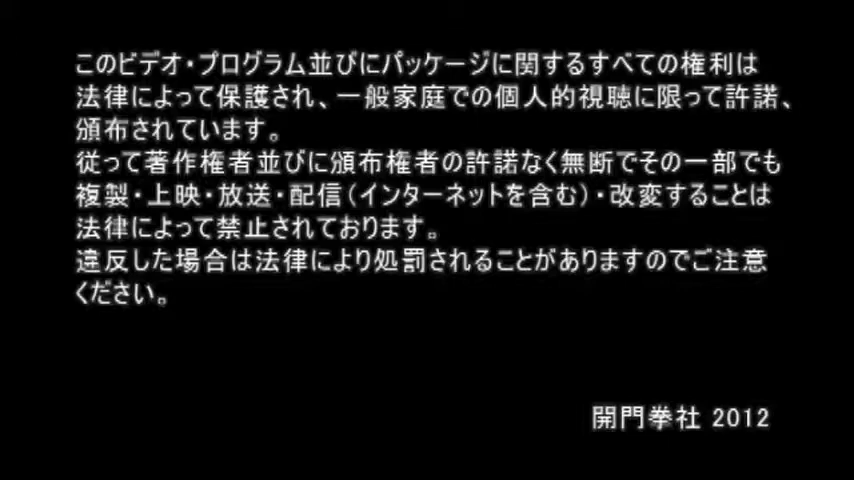 このビデオ・プログラム並びにパッケージに関するすべての権利は
法律によって保護され、一般家庭での個人的視聴に限って許諾、
頒布されています。
従って著作権者並びに頒布権者の許諾なく無断でその一部でも
複製・上映・放送・配信(インターネットを含む)・改変することは
法律によって禁止されております。
違反した場合は法律により処罰されることがありますのでご注意
ください。
開門拳社 2012